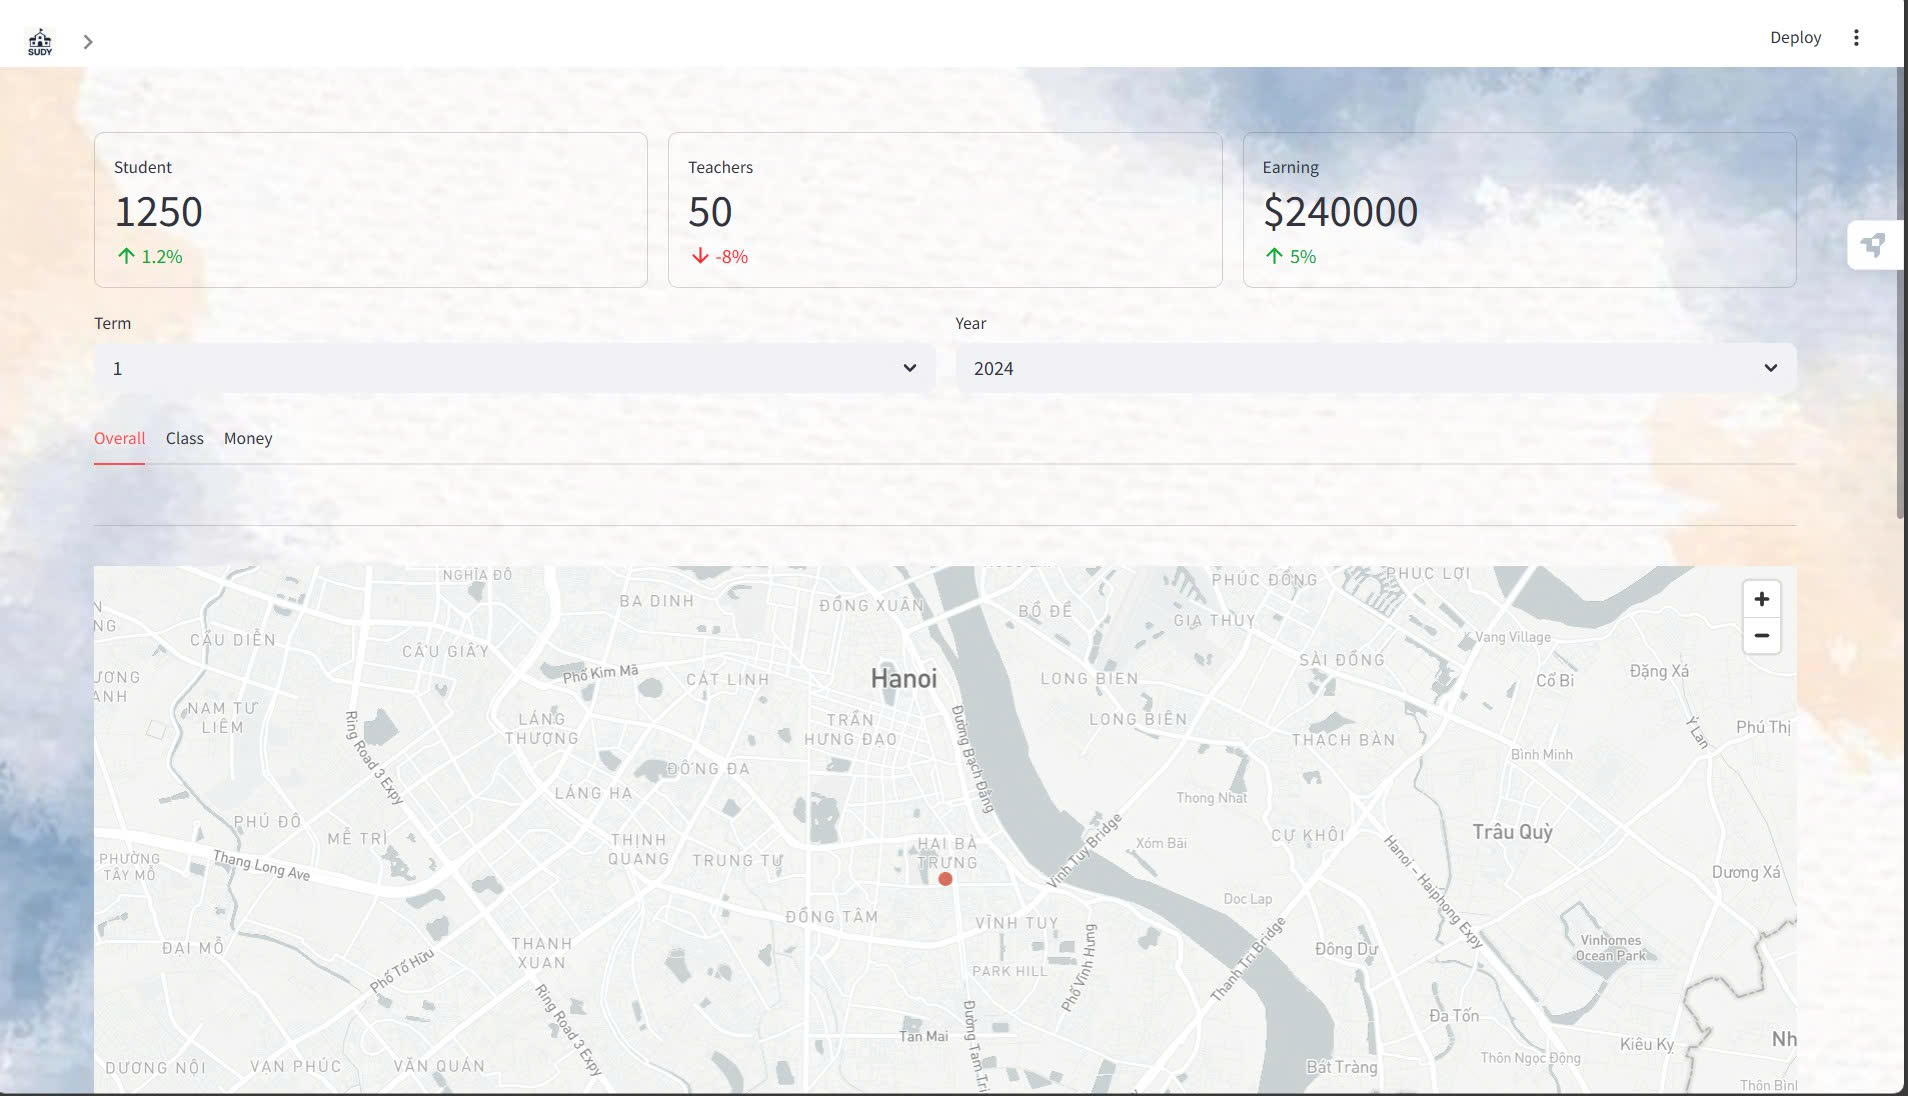 SUDY
Deploy
Student
1250
1.2%
Teachers
50
-8%
Earning
$240000
5%
Term
1
Year
2024
Overall
Class
Money
NGHĨA ĐÔ
BA DINH
ĐỒNG XUÂN
BỒ ĐỀ
PHÚC ĐỒNG
PHÚC LỢI
GIA THUY
CẦU DIỄN
CẦU GIẤY
Phố Kim Mã
CÁT LINH
Hanoi
LONG BIEN
SÀI ĐỒNG
K Vang Village
Cổ Bi
Đặng Xá
NAM TỪ
LIÊM
Ring Road 3 Expy
LÁNG
THƯỢNG
TRẦN
HƯNG ĐẠO
Đường Bạch Đằng
LONG BIÊN
THẠCH BÀN
Bình Minh
Ỷ Lan
Phú Thị
ĐỐNG ĐA
LÁNG HẠ
Thong Nhat
PHÚ ĐÔ
MỄ TRÌ
THỊNH
QUANG
TRUNG TỰ
HAI BÀ
TRƯNG
Vinh Tuy Bridge
Xóm Bãi
CỰ KHÔI
Trâu Quỳ
PHƯỜNG
TÂY MỖ
Thang Long Ave
Hanoi – Haiphong Expy
Dương Xá
Doc Lap
ĐỒNG TÂM
VĨNH TUY
ĐẠI MỖ
Phố Tố Hữu
THANH
XUAN
PARK HILL
Phố Vĩnh Hưng
Thanh Tri Bridge
Đông Dư
Vinhomes
Ocean Park
Ring Road 3 Expy
Tan Mai
Đường Tam Tri
Đa Tốn
Kiêu Kỵ
Nh
DƯƠNG NỘI
VẠN PHÚC
VĂN QUÁN
Bát Tràng
Thôn Ngọc Động